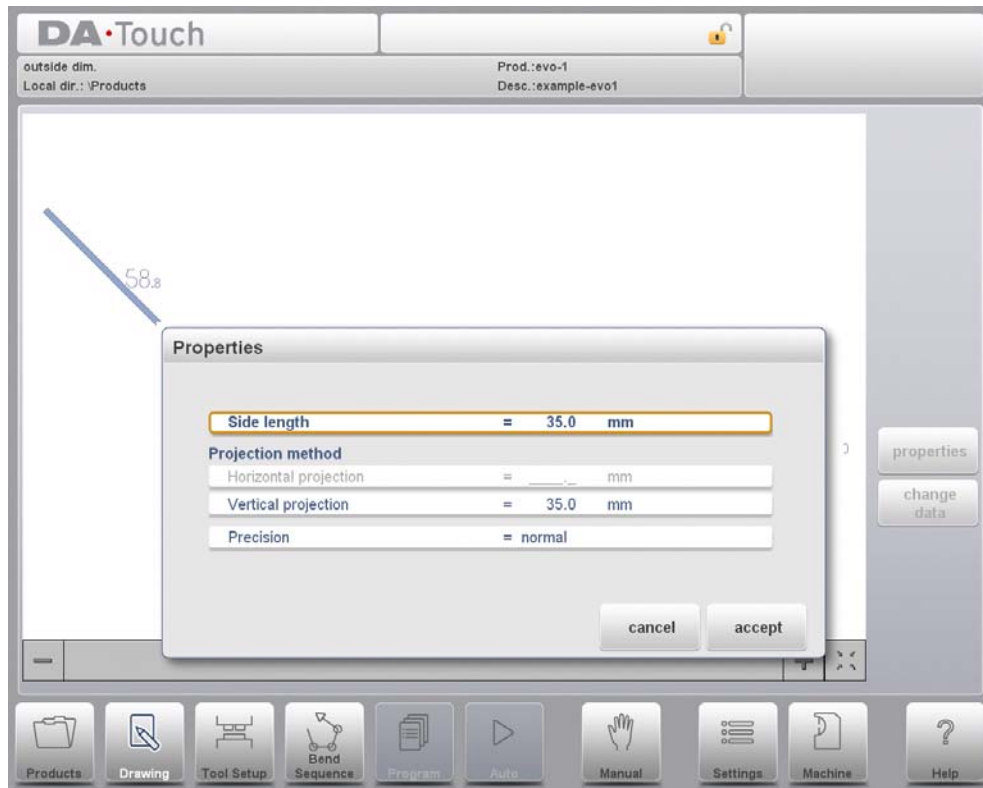 DA·Touch
outside dim.
Prod.:evo-1
Local dir.: \Products
Desc.:example-evo1
58.8
Properties
Side length = 35.0 mm
Projection method
Horizontal projection = ____._ mm
Vertical projection = 35.0 mm
Precision = normal
cancel
accept
properties
change
data
Products
Drawing
Tool Setup
Bend
Sequence
Program
Auto
Manual
Settings
Machine
? Help